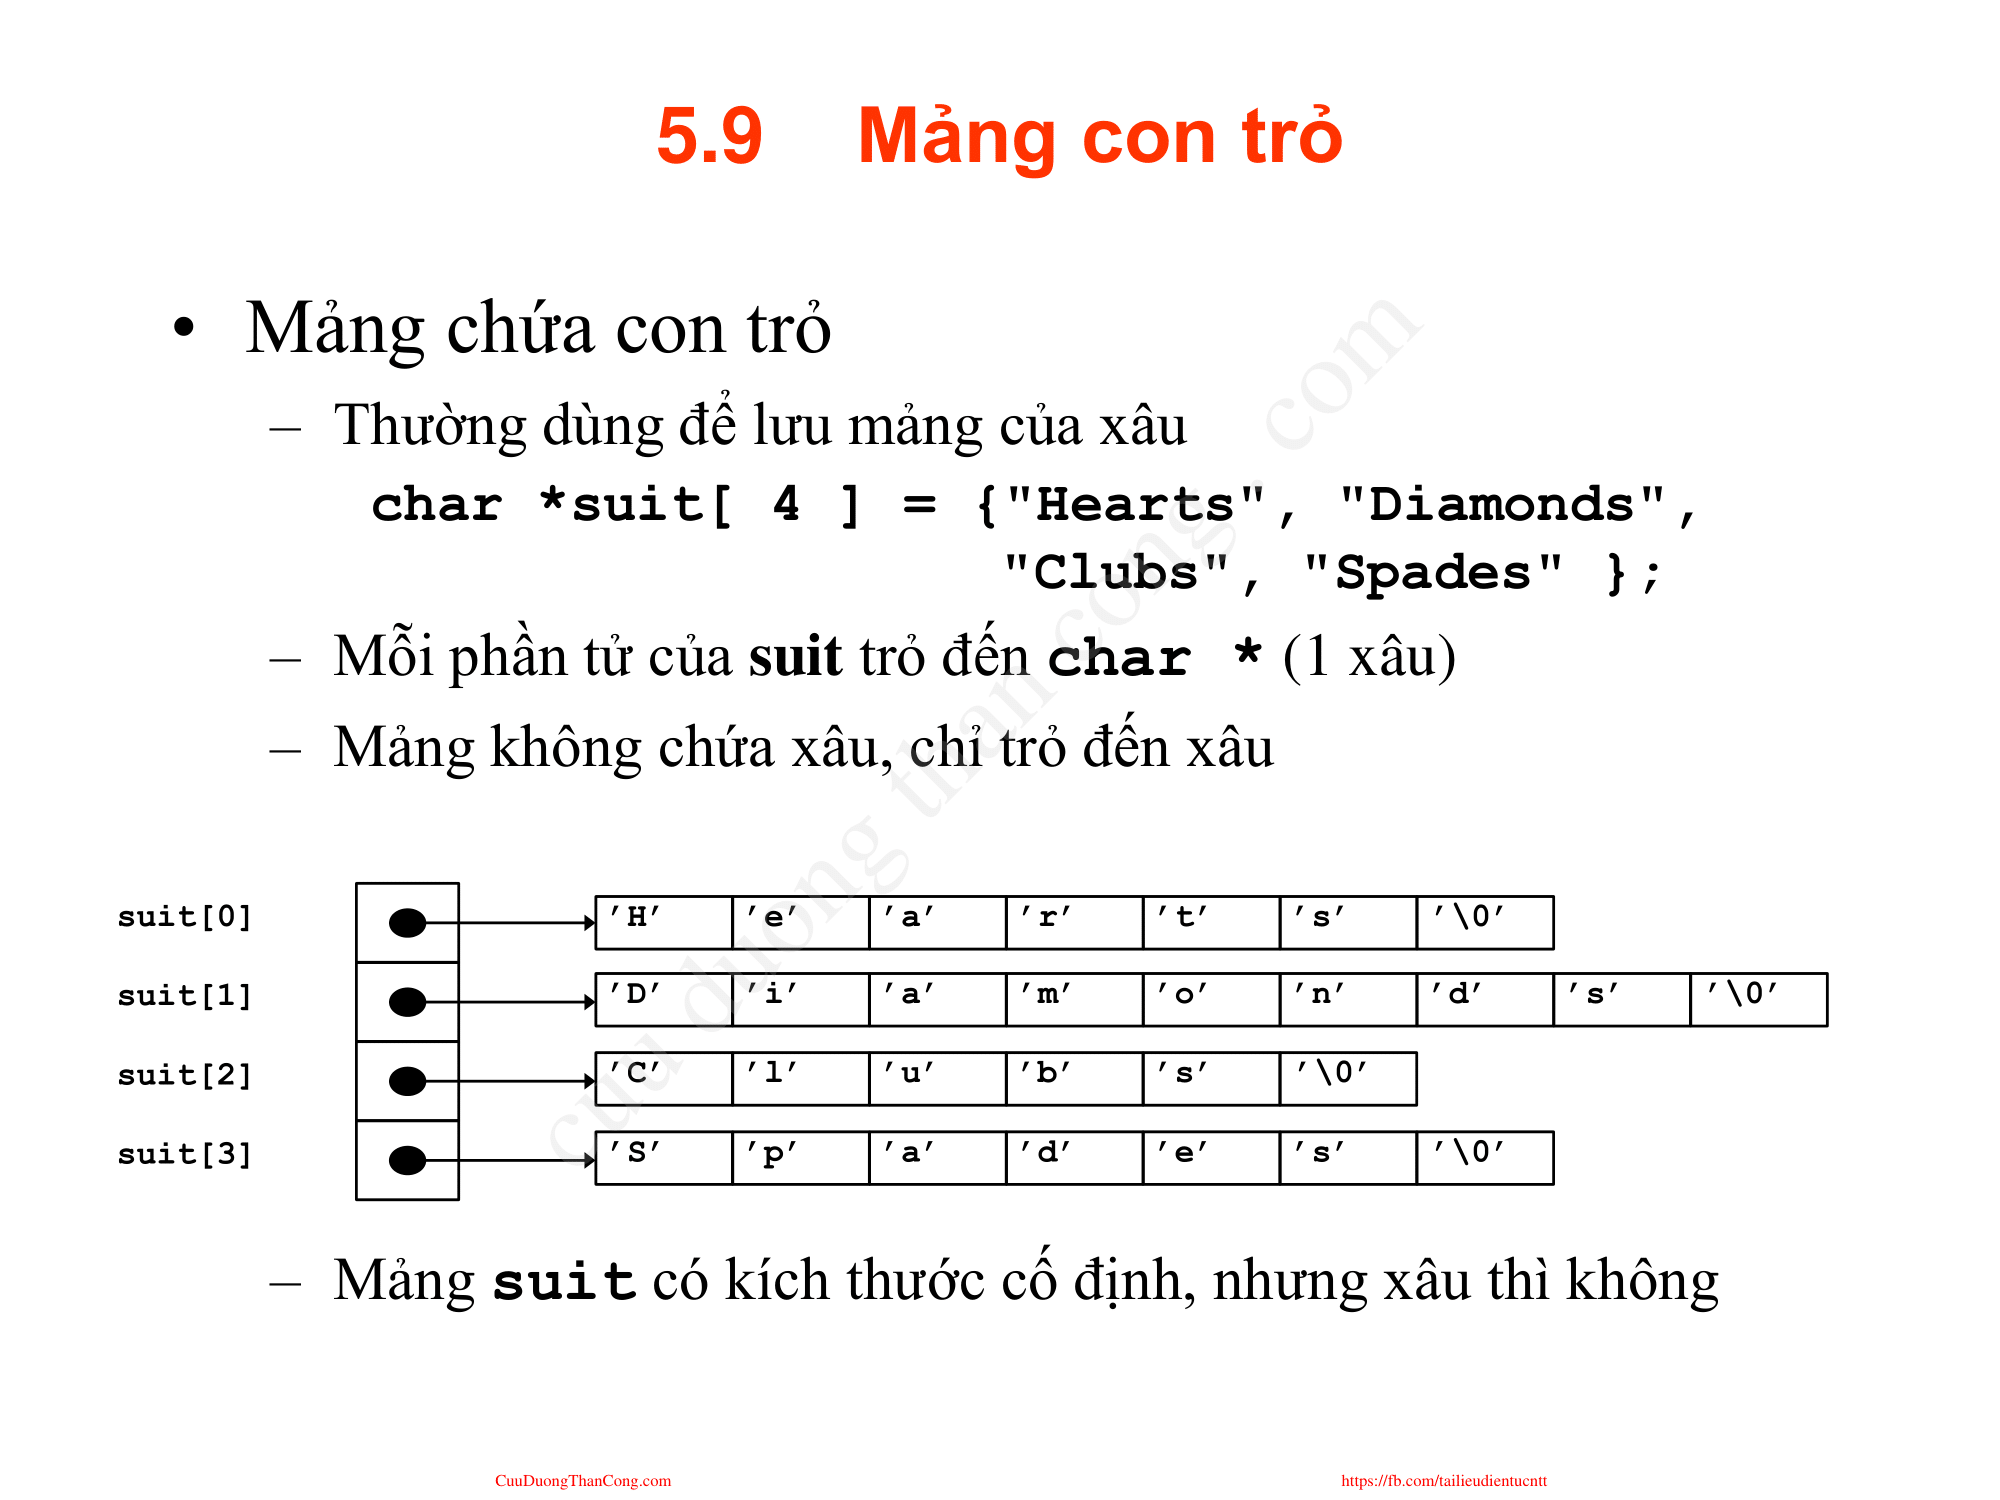 5.9 Mảng con trỏ
• Mảng chứa con trỏ
– Thường dùng để lưu mảng của xâu
char *suit[ 4 ] = {"Hearts", "Diamonds",
"Clubs", "Spades" };
– Mỗi phần tử của suit trỏ đến char * (1 xâu)
– Mảng không chứa xâu, chỉ trỏ đến xâu
suit[0] ’H’ ’e’ ’a’ ’r’ ’t’ ’s’ ’\0’
suit[1] ’D’ ’i’ ’a’ ’m’ ’o’ ’n’ ’d’ ’s’ ’\0’
suit[2] ’C’ ’l’ ’u’ ’b’ ’s’ ’\0’
suit[3] ’S’ ’p’ ’a’ ’d’ ’e’ ’s’ ’\0’
– Mảng suit có kích thước cố định, nhưng xâu thì không
cuu duong than cong . com
CuuDuongThanCong.com https://fb.com/tailieudientucntt